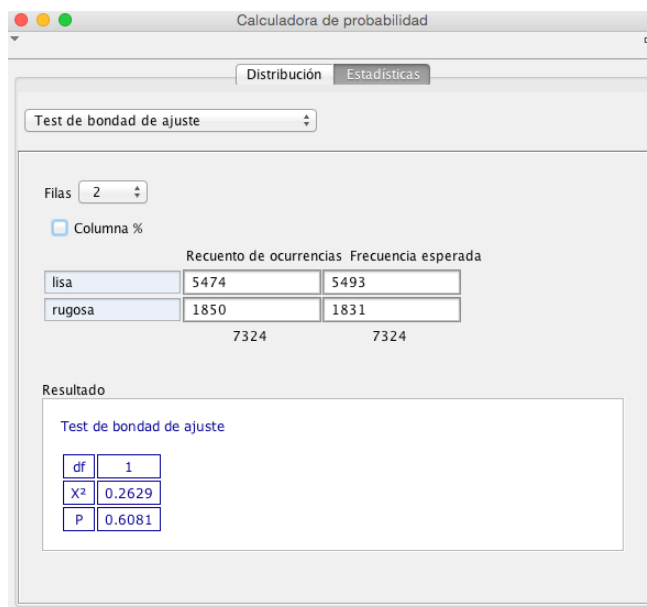 Calculadora de probabilidad
Distribución Estadísticas
Test de bondad de ajuste
Filas 2
Columna %
Recuento de ocurrencias Frecuencia esperada
lisa 5474 5493
rugosa 1850 1831
7324 7324
Resultado
Test de bondad de ajuste
df 1
X² 0.2629
P 0.6081